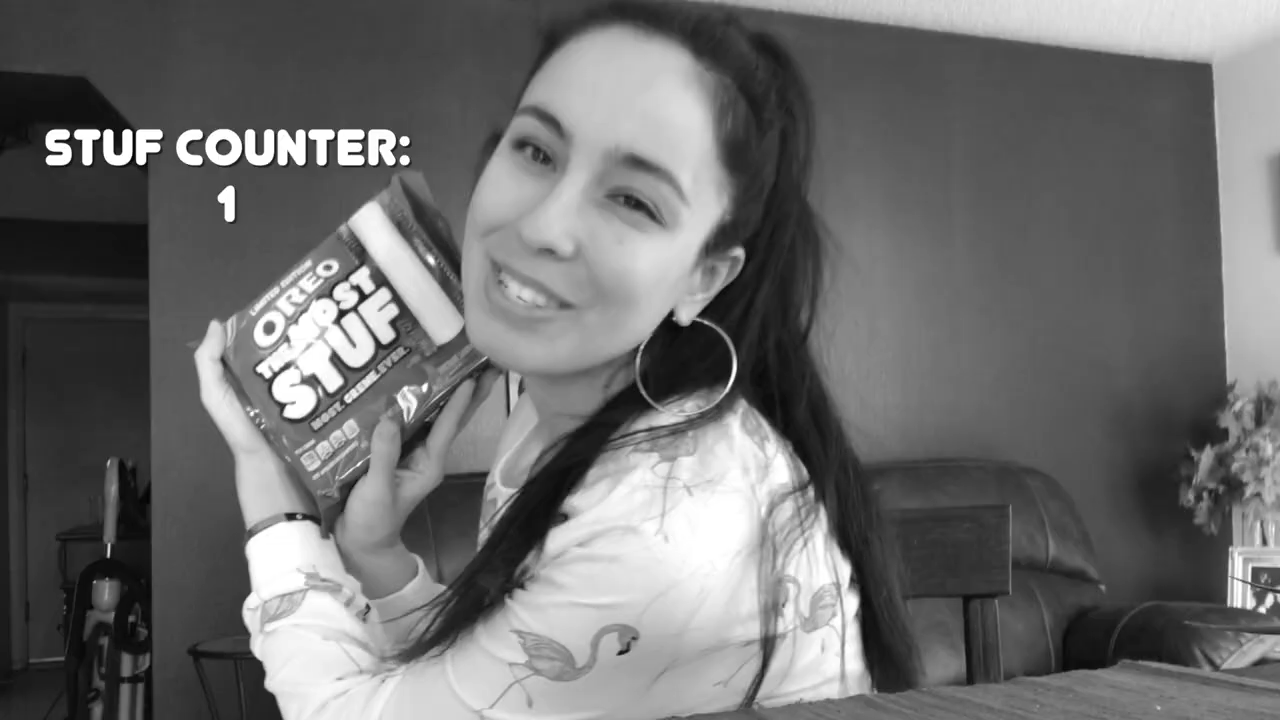 STUF COUNTER:
1
LIMITED EDITION
OREO
THE MOST
STUF
MOST. CREME. EVER.